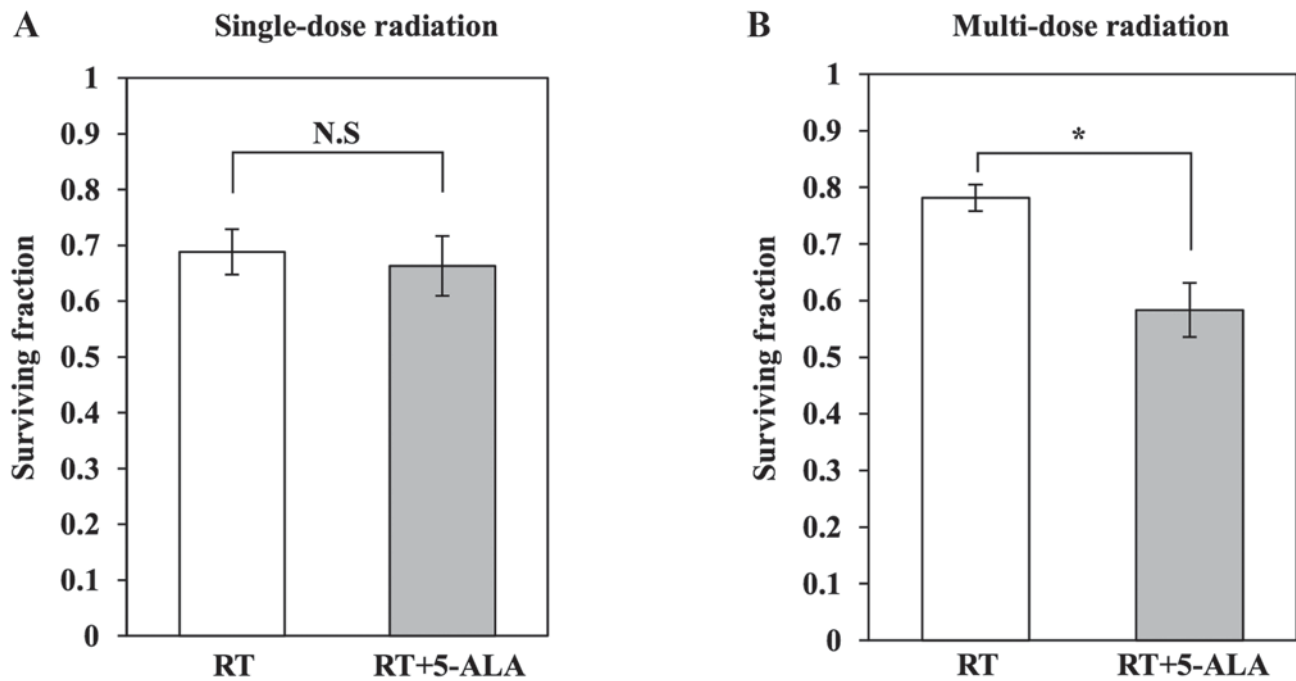 A
Single-dose radiation
Surviving fraction
1
0.9
0.8
0.7
0.6
0.5
0.4
0.3
0.2
0.1
0
N.S
RT
RT+5-ALA
B
Multi-dose radiation
Surviving fraction
1
0.9
0.8
0.7
0.6
0.5
0.4
0.3
0.2
0.1
0
*
RT
RT+5-ALA